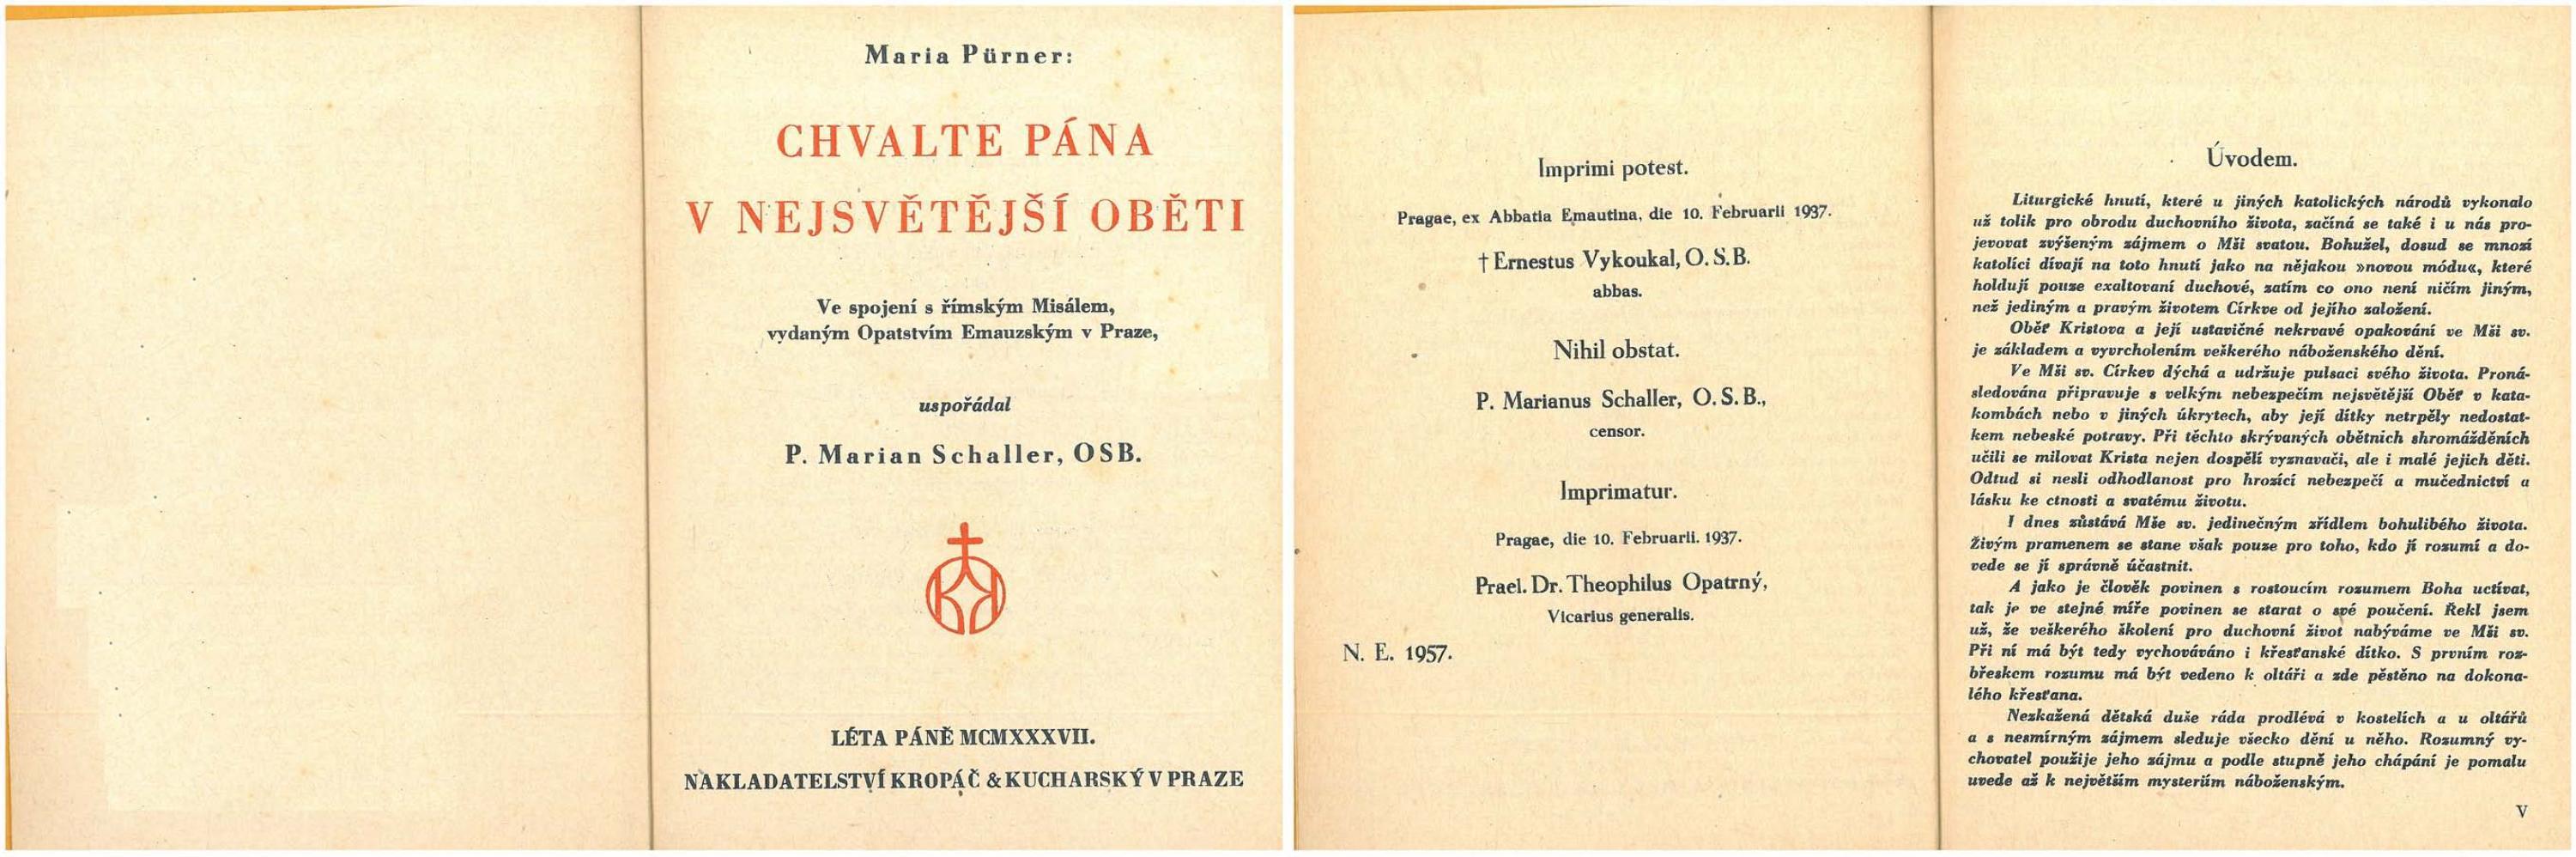 Maria Pürner:
CHVALTE PÁNA
V NEJSVĚTĚJŠÍ OBĚTI
Ve spojení s římským Misálem,
vydaným Opatstvím Emauzským v Praze,
uspořádal
P. Marian Schaller, OSB.
LÉTA PÁNĚ MCMXXXVII.
NAKLADATELSTVÍ KROPÁČ & KUCHARSKÝ V PRAZE
Imprimi potest.
Pragae, ex Abbatia Emautina, die 10. Februarii 1937.
† Ernestus Vykoukal, O. S. B.
abbas.
Nihil obstat.
P. Marianus Schaller, O. S. B.,
censor.
Imprimatur.
Pragae, die 10. Februarii. 1937.
Prael. Dr. Theophilus Opatrný,
Vicarius generalis.
N. E. 1957.
Úvodem.
Liturgické hnutí, které u jiných katolických národů vykonalo
už tolik pro obrodu duchovního života, začíná se také i u nás pro-
jevovat zvýšeným zájmem o Mši svatou. Bohužel, dosud se mnozí
katolíci dívají na toto hnutí jako na nějakou »novou módu«, které
holdují pouze exaltovaní duchové, zatím co ono není ničím jiným,
než jediným a pravým životem Církve od jejího založení.
Oběť Kristova a její ustavičné nekrvavé opakování ve Mši sv.
je základem a vyvrcholením veškerého náboženského dění.
Ve Mši sv. Církev dýchá a udržuje pulsaci svého života. Proná-
sledována připravuje s velkým nebezpečím nejsvětější Oběť v kata-
kombách nebo v jiných úkrytech, aby její dítky netrpěly nedostat-
kem nebeské potravy. Při těchto skrývaných obětních shromážděních
učili se milovat Krista nejen dospělí vyznavači, ale i malé jejich děti.
Odtud si nesli odhodlanost pro hrozící nebezpečí a mučednictví a
lásku ke ctnosti a svatému životu.
I dnes zůstává Mše sv. jedinečným zřídlem bohulibého života.
Živým pramenem se stane však pouze pro toho, kdo jí rozumí a do-
vede se jí správně účastnit.
A jako je člověk povinen s rostoucím rozumem Boha uctívat,
tak je ve stejné míře povinen se starat o své poučení. Řekl jsem
už, že veškerého školení pro duchovní život nabýváme ve Mši sv.
Při ní má být tedy vychováváno i křesťanské dítko. S prvním roz-
břeskem rozumu má být vedeno k oltáři a zde pěstěno na dokona-
lého křesťana.
Nezkažená dětská duše ráda prodlévá v kostelích a u oltářů
a s nesmírným zájmem sleduje všecko dění u něho. Rozumný vy-
chovatel použije jeho zájmu a podle stupně jeho chápání je pomalu
uvede až k největším mysteriím náboženským.
V